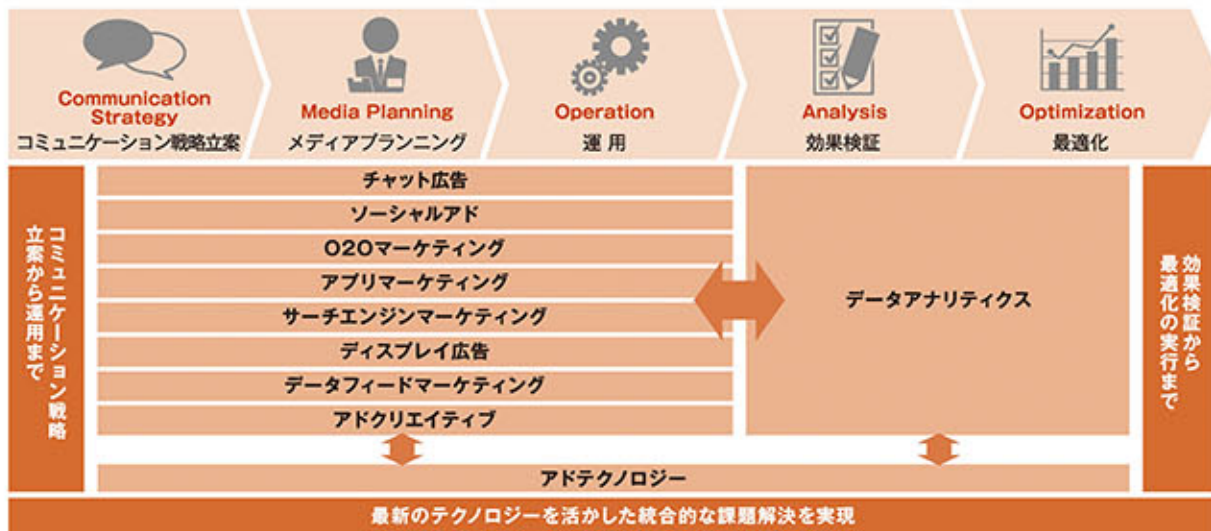 Communication
Strategy
コミュニケーション戦略立案
Media Planning
メディアプランニング
Operation
運 用
Analysis
効果検証
Optimization
最適化
コミュニケーション戦略
立案から運用まで
チャット広告
ソーシャルアド
O2Oマーケティング
アプリマーケティング
サーチエンジンマーケティング
ディスプレイ広告
データフィードマーケティング
アドクリエイティブ
データアナリティクス
効果検証から
最適化の実行まで
アドテクノロジー
最新のテクノロジーを活かした統合的な課題解決を実現